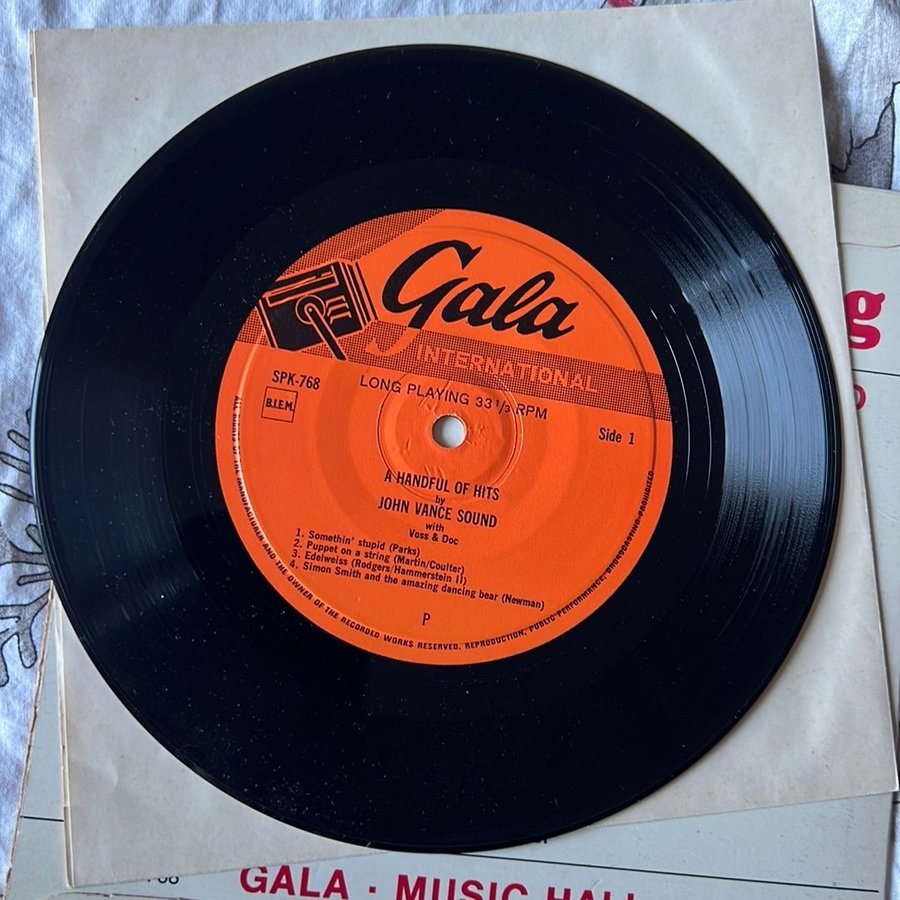 Gala
INTERNATIONAL
SPK-768
LONG PLAYING 33 1/3 RPM
B.I.E.M.
Side 1
A HANDFUL OF HITS
by
JOHN VANCE SOUND
with
Voss & Doc
1. Somethin' stupid (Parks)
2. Puppet on a string (Martin/Coulter)
3. Edelweiss (Rodgers/Hammerstein II)
4. Simon Smith and the amazing dancing bear (Newman)
P
ALL RIGHTS OF THE MANUFACTURER AND THE OWNER OF THE RECORDED WORKS RESERVED. REPRODUCTION, PUBLIC PERFORMANCE, BROADCASTING PROHIBITED
g
GALA · MUSIC HALL